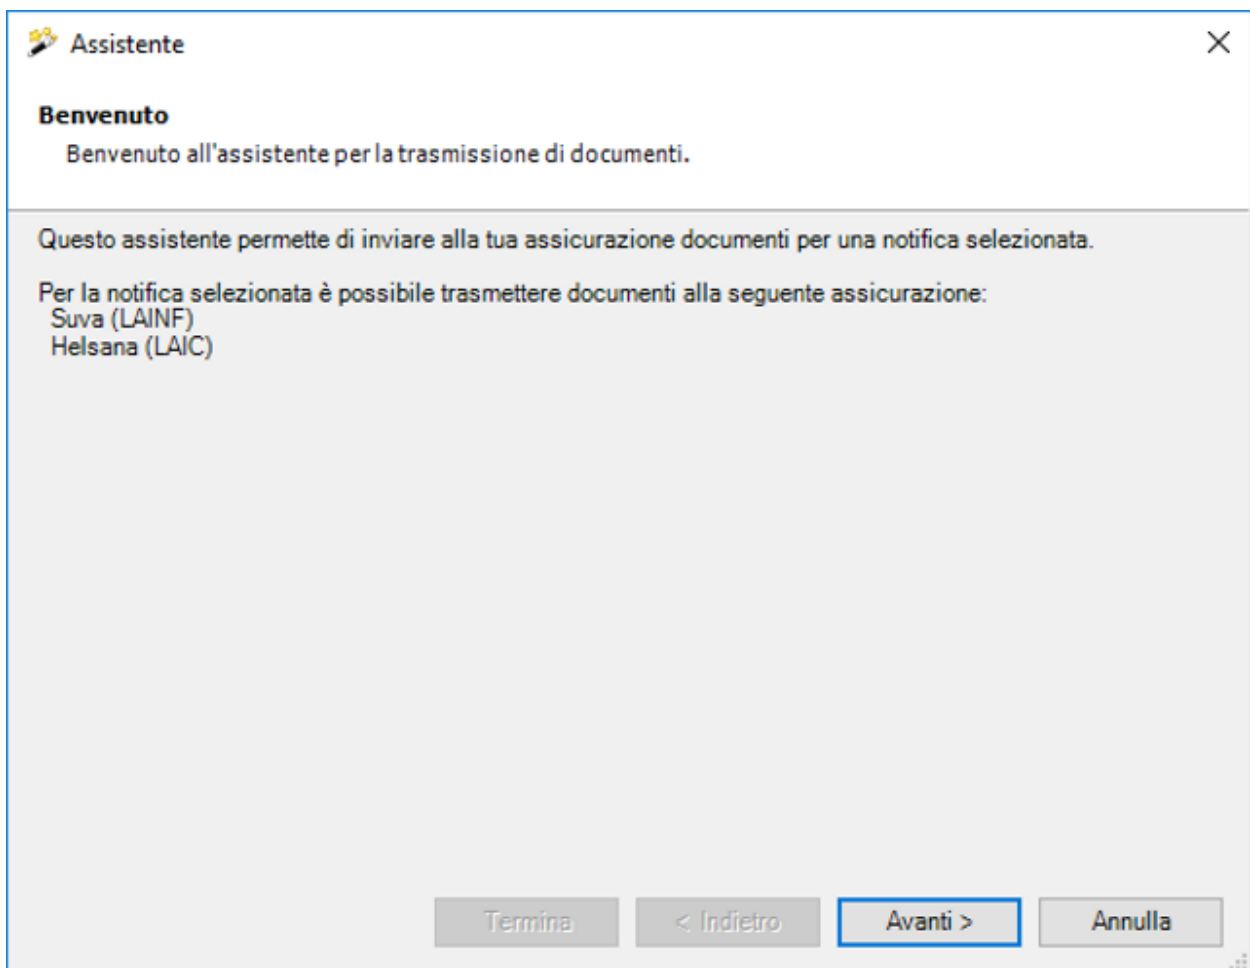 Assistente
Benvenuto
Benvenuto all'assistente per la trasmissione di documenti.
Questo assistente permette di inviare alla tua assicurazione documenti per una notifica selezionata.
Per la notifica selezionata è possibile trasmettere documenti alla seguente assicurazione:
Suva (LAINF)
Helsana (LAIC)
Termina
< Indietro
Avanti >
Annulla